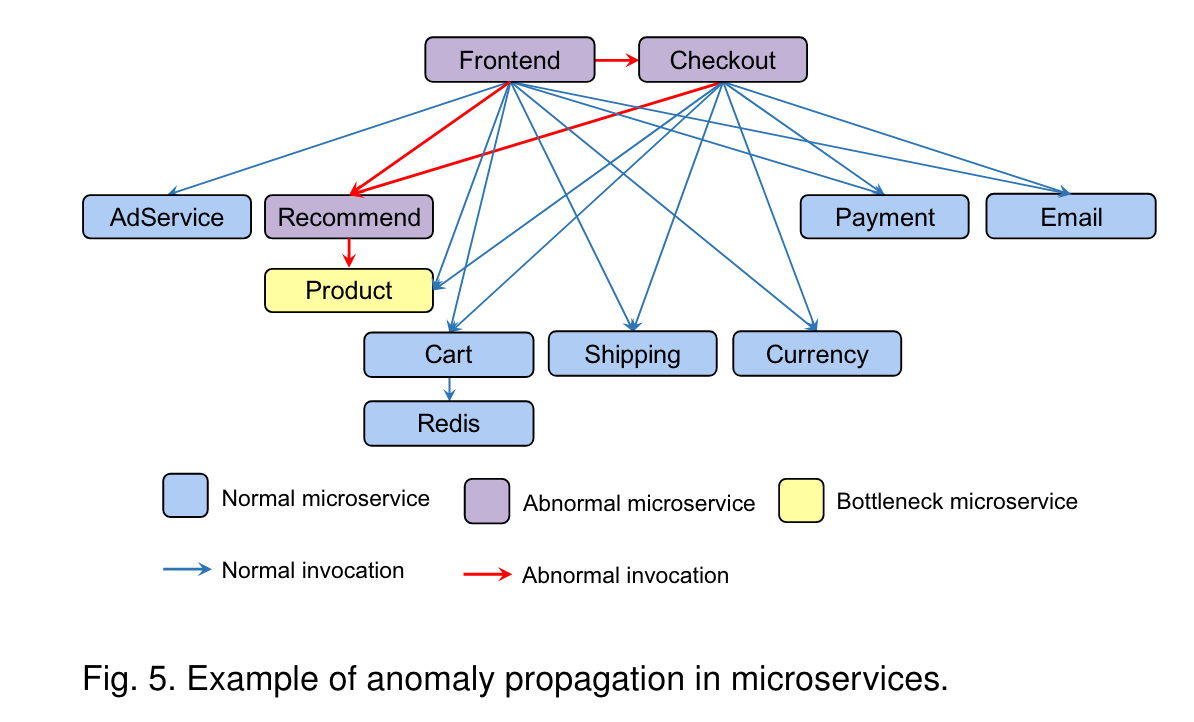 Frontend
Checkout
AdService
Recommend
Payment
Email
Product
Cart
Shipping
Currency
Redis
Normal microservice
Abnormal microservice
Bottleneck microservice
Normal invocation
Abnormal invocation
Fig. 5. Example of anomaly propagation in microservices.